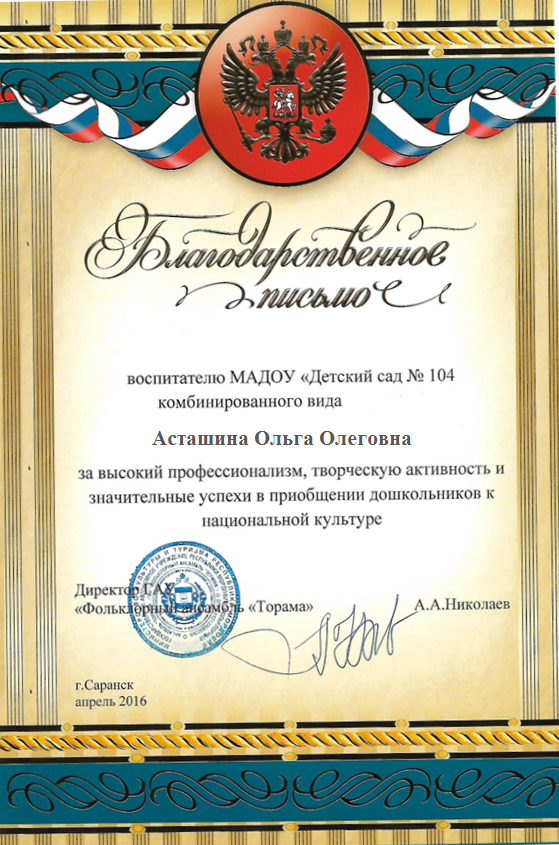 Благодарственное
письмо
воспитателю МАДОУ «Детский сад № 104
комбинированного вида
Асташина Ольга Олеговна
за высокий профессионализм, творческую активность и
значительные успехи в приобщении дошкольников к
национальной культуре
Директор ГАУ
«Фольклорный ансамбль «Торама»
А.А.Николаев
г.Саранск
апрель 2016